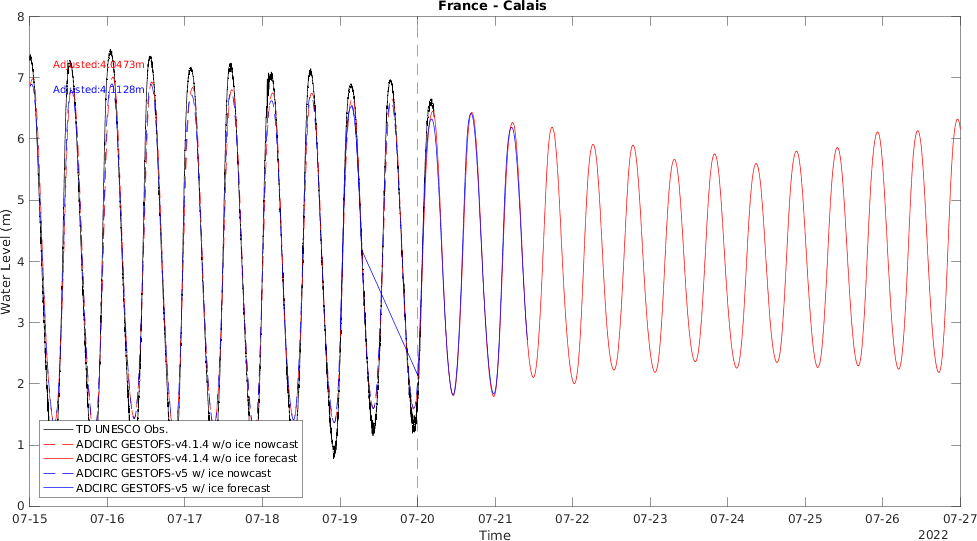 France - Calais
8
7
6
5
4
3
2
1
0
Water Level (m)
Adjusted:4.0473m
Adjusted:4.1128m
TD UNESCO Obs.
ADCIRC GESTOFS-v4.1.4 w/o ice nowcast
ADCIRC GESTOFS-v4.1.4 w/o ice forecast
ADCIRC GESTOFS-v5 w/ ice nowcast
ADCIRC GESTOFS-v5 w/ ice forecast
07-15 07-16 07-17 07-18 07-19 07-20 07-21 07-22 07-23 07-24 07-25 07-26 07-27
Time
2022